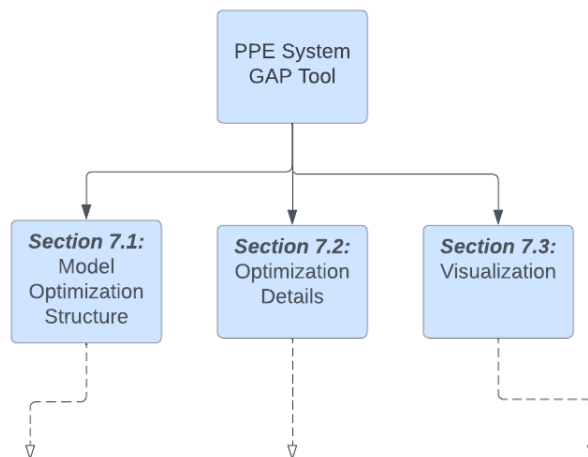 PPE System
GAP Tool
Section 7.1:
Model
Optimization
Structure
Section 7.2:
Optimization
Details
Section 7.3:
Visualization